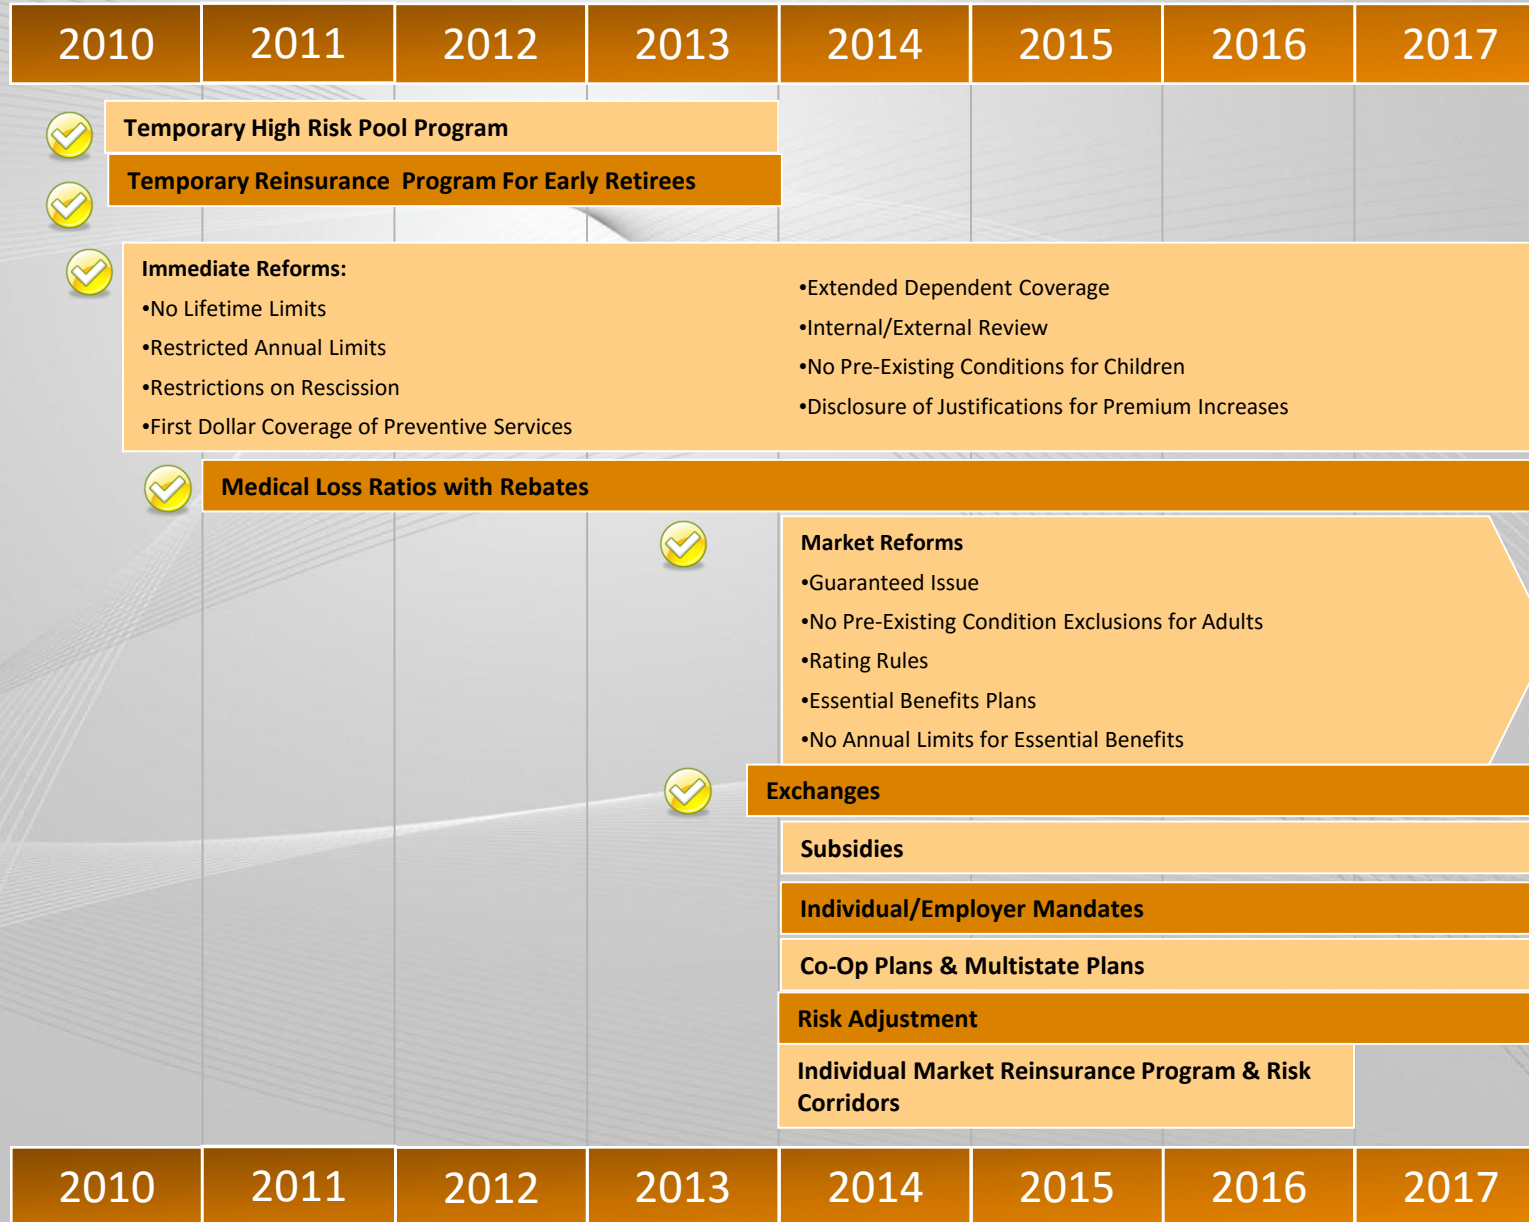 2010 2011 2012 2013 2014 2015 2016 2017
Temporary High Risk Pool Program
Temporary Reinsurance  Program For Early Retirees
Immediate Reforms:
•No Lifetime Limits
•Restricted Annual Limits
•Restrictions on Rescission
•First Dollar Coverage of Preventive Services
•Extended Dependent Coverage
•Internal/External Review
•No Pre-Existing Conditions for Children
•Disclosure of Justifications for Premium Increases
Medical Loss Ratios with Rebates
Market Reforms
•Guaranteed Issue
•No Pre-Existing Condition Exclusions for Adults
•Rating Rules
•Essential Benefits Plans
•No Annual Limits for Essential Benefits
Exchanges
Subsidies
Individual/Employer Mandates
Co-Op Plans & Multistate Plans
Risk Adjustment
Individual Market Reinsurance Program & Risk
Corridors
2010 2011 2012 2013 2014 2015 2016 2017